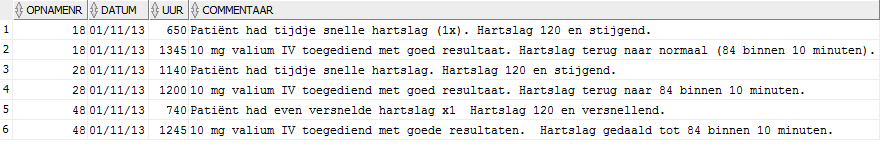 OPNAMENR DATUM UUR COMMENTAAR
1 18 01/11/13 650 Patiënt had tijdje snelle hartslag (1x). Hartslag 120 en stijgend.
2 18 01/11/13 1345 10 mg valium IV toegediend met goed resultaat. Hartslag terug naar normaal (84 binnen 10 minuten).
3 28 01/11/13 1140 Patiënt had tijdje snelle hartslag. Hartslag 120 en stijgend.
4 28 01/11/13 1200 10 mg valium IV toegediend met goed resultaat. Hartslag terug naar 84 binnen 10 minuten.
5 48 01/11/13 740 Patiënt had even versnelde hartslag x1  Hartslag 120 en versnellend.
6 48 01/11/13 1245 10 mg valium IV toegediend met goede resultaten.  Hartslag gedaald tot 84 binnen 10 minuten.